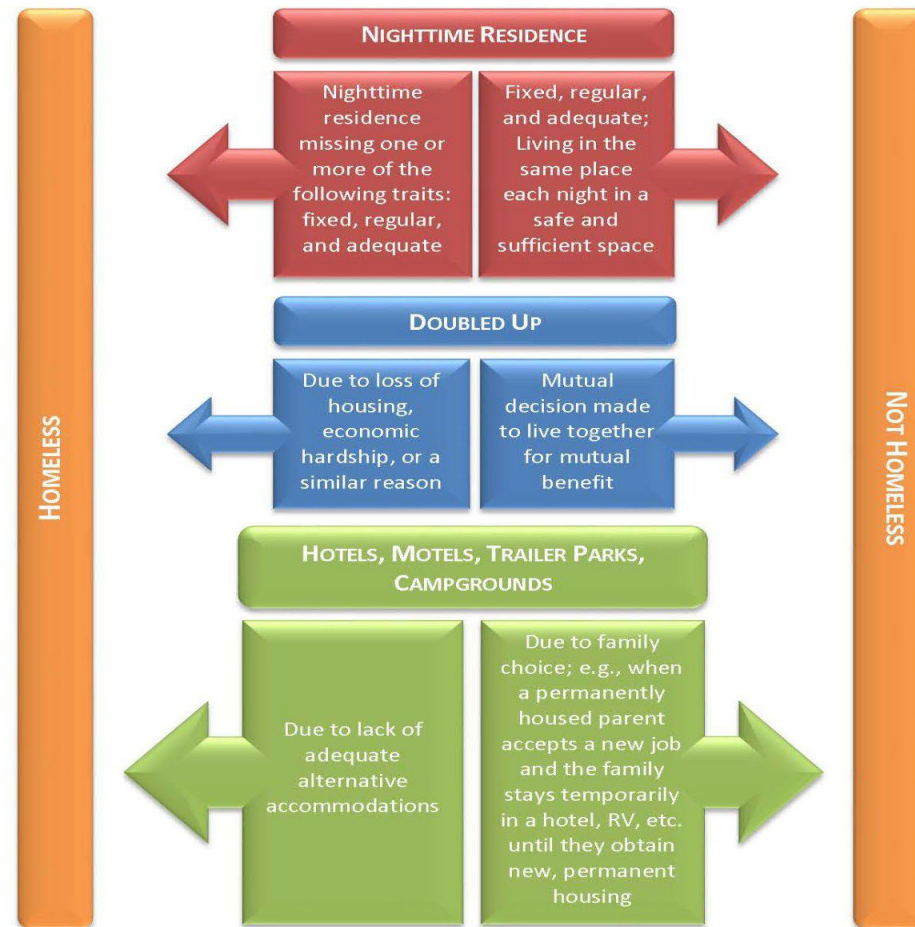 NIGHTTIME RESIDENCE
Nighttime
residence
missing one or
more of the
following traits:
fixed, regular,
and adequate
Fixed, regular,
and adequate;
Living in the
same place
each night in a
safe and
sufficient space
DOUBLED UP
Due to loss of
housing,
economic
hardship, or a
similar reason
Mutual
decision made
to live together
for mutual
benefit
HOTELS, MOTELS, TRAILER PARKS,
CAMPGROUNDS
Due to lack of
adequate
alternative
accommodations
Due to family
choice; e.g., when
a permanently
housed parent
accepts a new job
and the family
stays temporarily
in a hotel, RV, etc.
until they obtain
new, permanent
housing
HOMELESS
NOT HOMELESS